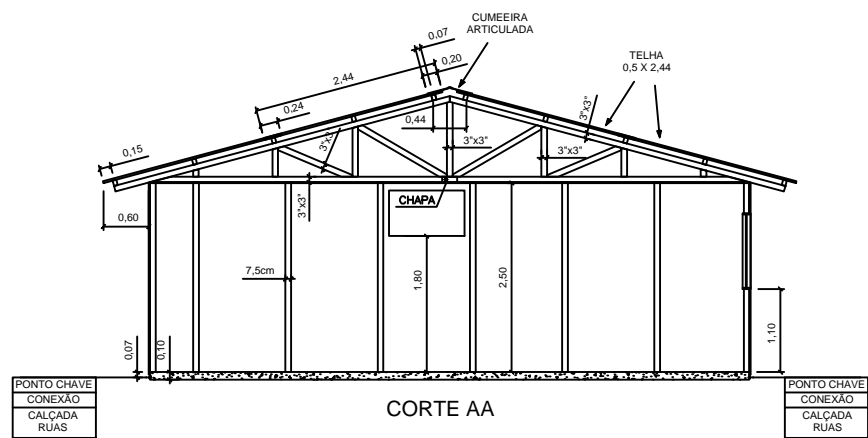 CUMEEIRA
ARTICULADA
0,07
0,20
2,44
TELHA
0,5 X 2,44
0,24
0,44
3"x3"
3"x3"
3"x3"
3"x3"
0,15
3"x3"
CHAPA
0,60
7,5cm
1,80
2,50
1,10
0,07
0,10
PONTO CHAVE
CONEXÃO
CALÇADA
RUAS
CORTE AA
PONTO CHAVE
CONEXÃO
CALÇADA
RUAS